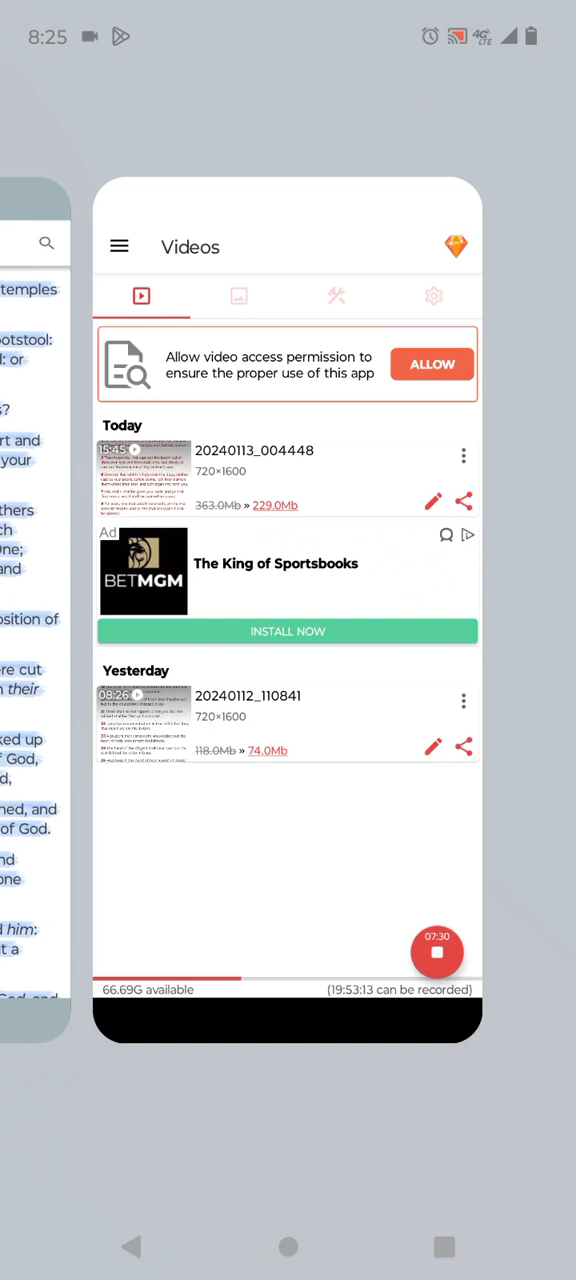 8:25
4G LTE
temples
Videos
ootstool:
l: or
Allow video access permission to
ensure the proper use of this app
ALLOW
s?
Today
rt and
your
15:45
20240113_004448
720×1600
363.0Mb » 229.0Mb
thers
ch
One;
and
Ad
BETMGM
The King of Sportsbooks
osition of
INSTALL NOW
ere cut
n their
Yesterday
08:26
20240112_110841
720×1600
118.0Mb » 74.0Mb
ked up
f God,
d,
ned, and
of God.
nd
one
d him:
it a
07:30
66.69G available
(19:53:13 can be recorded)